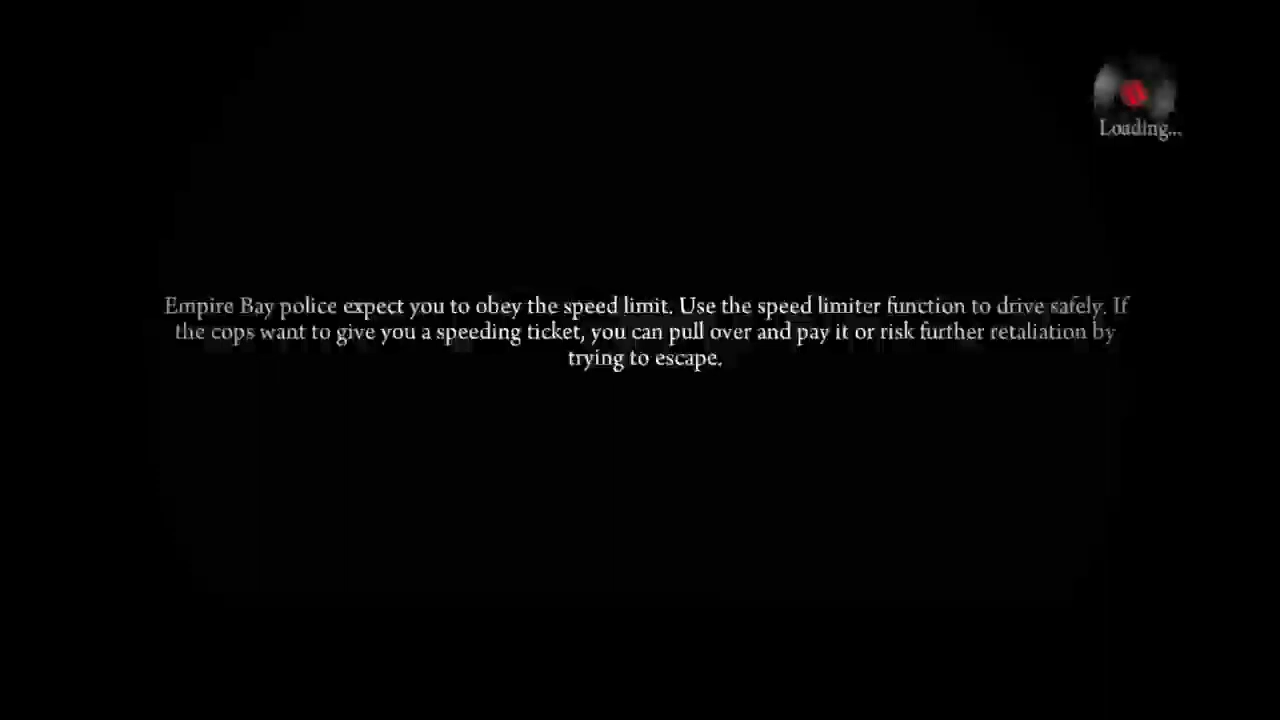 Loading...
Empire Bay police expect you to obey the speed limit. Use the speed limiter function to drive safely. If
the cops want to give you a speeding ticket, you can pull over and pay it or risk further retaliation by
trying to escape.